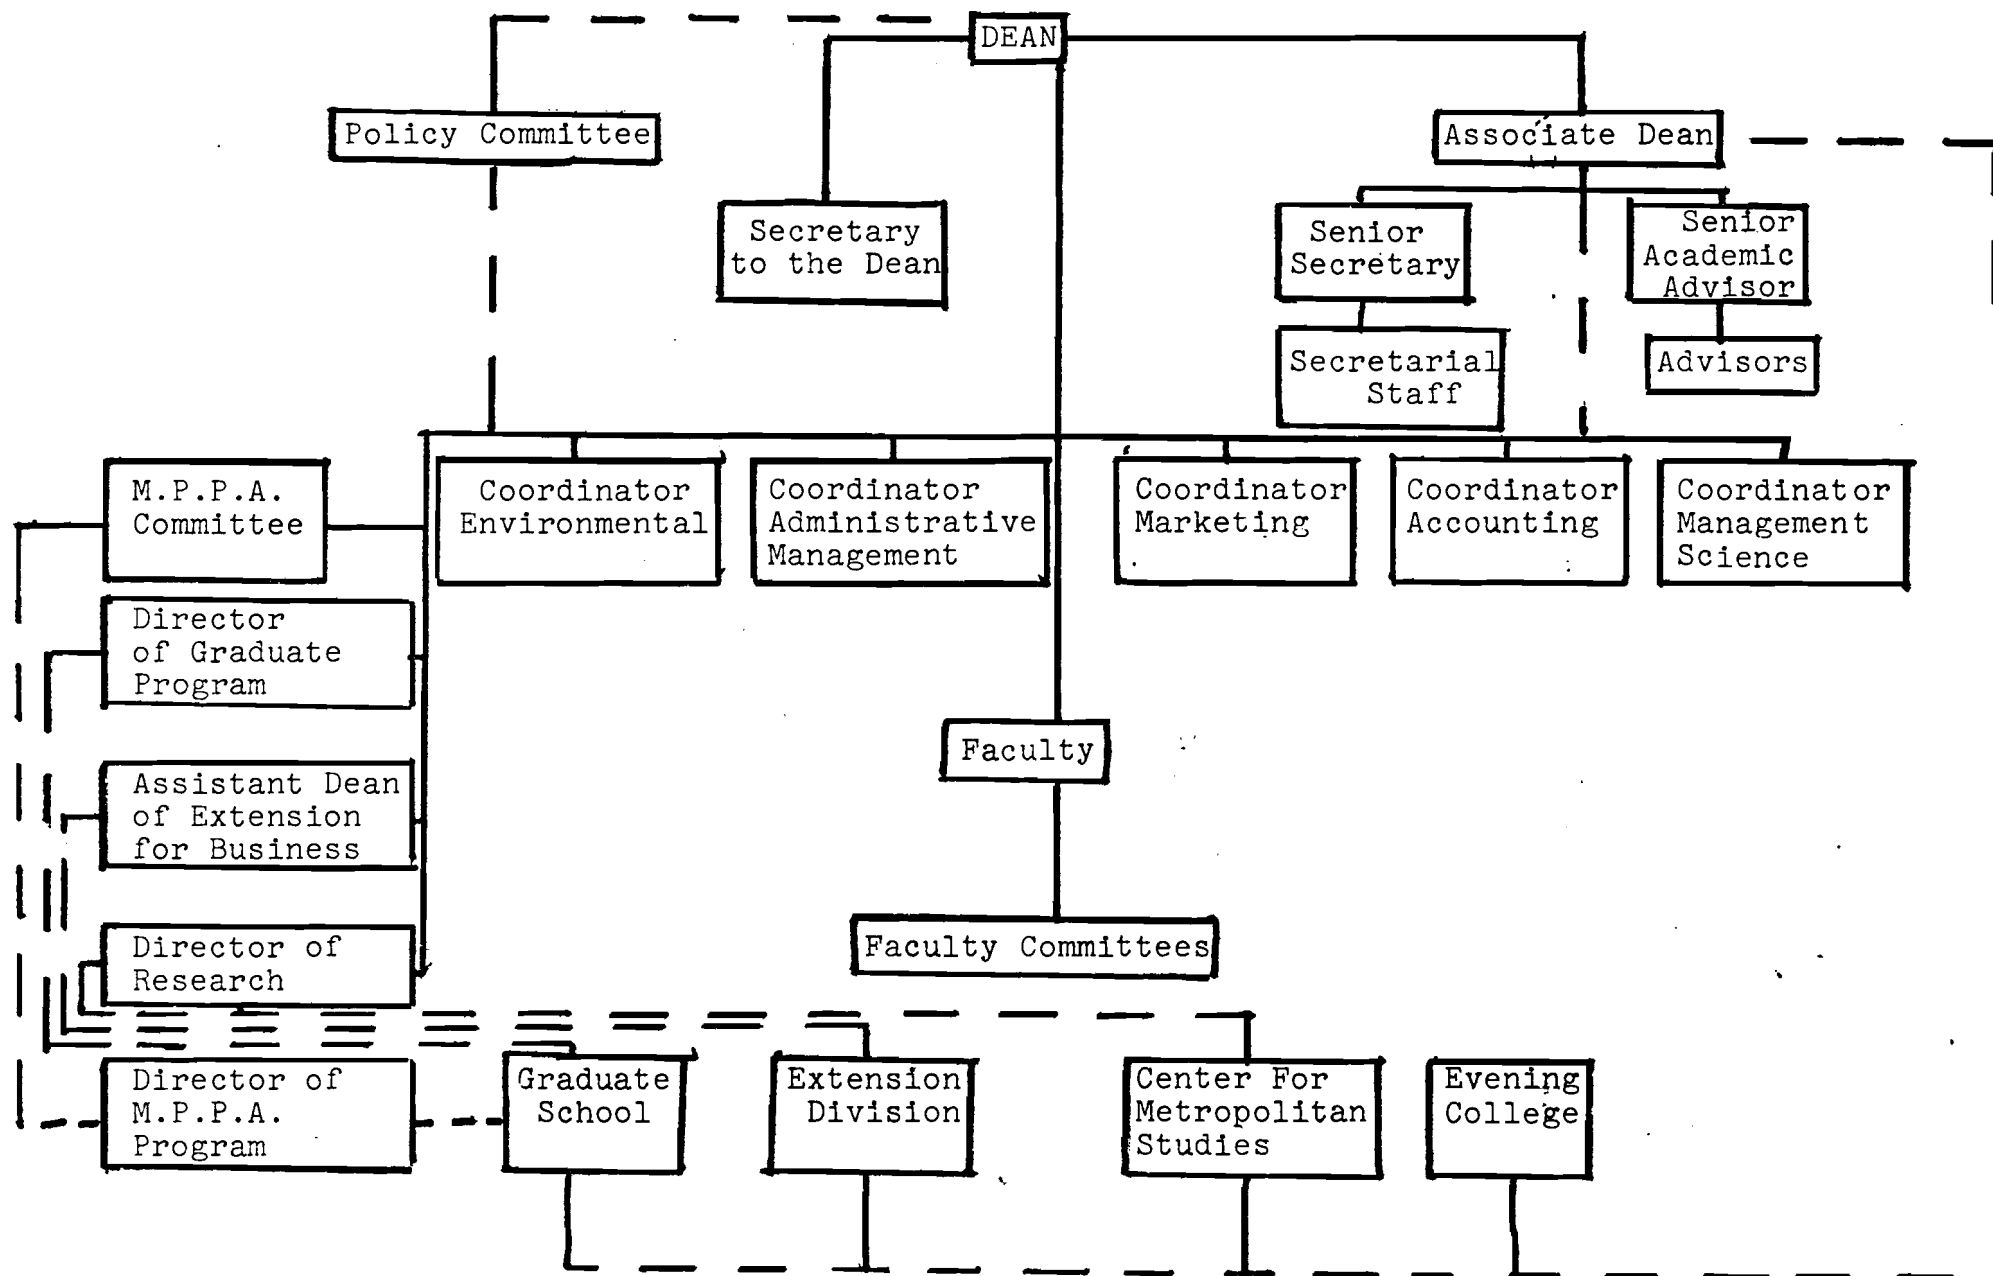 DEAN
Policy Committee
Associate Dean
Secretary
to the Dean
Senior
Secretary
Senior
Academic
Advisor
Secretarial
Staff
Advisors
M.P.P.A.
Committee
Coordinator
Environmental
Coordinator
Administrative
Management
Coordinator
Marketing
Coordinator
Accounting
Coordinator
Management
Science
Director
of Graduate
Program
Faculty
Assistant Dean
of Extension
for Business
Director of
Research
Faculty Committees
Director of
M.P.P.A.
Program
Graduate
School
Extension
Division
Center For
Metropolitan
Studies
Evening
College